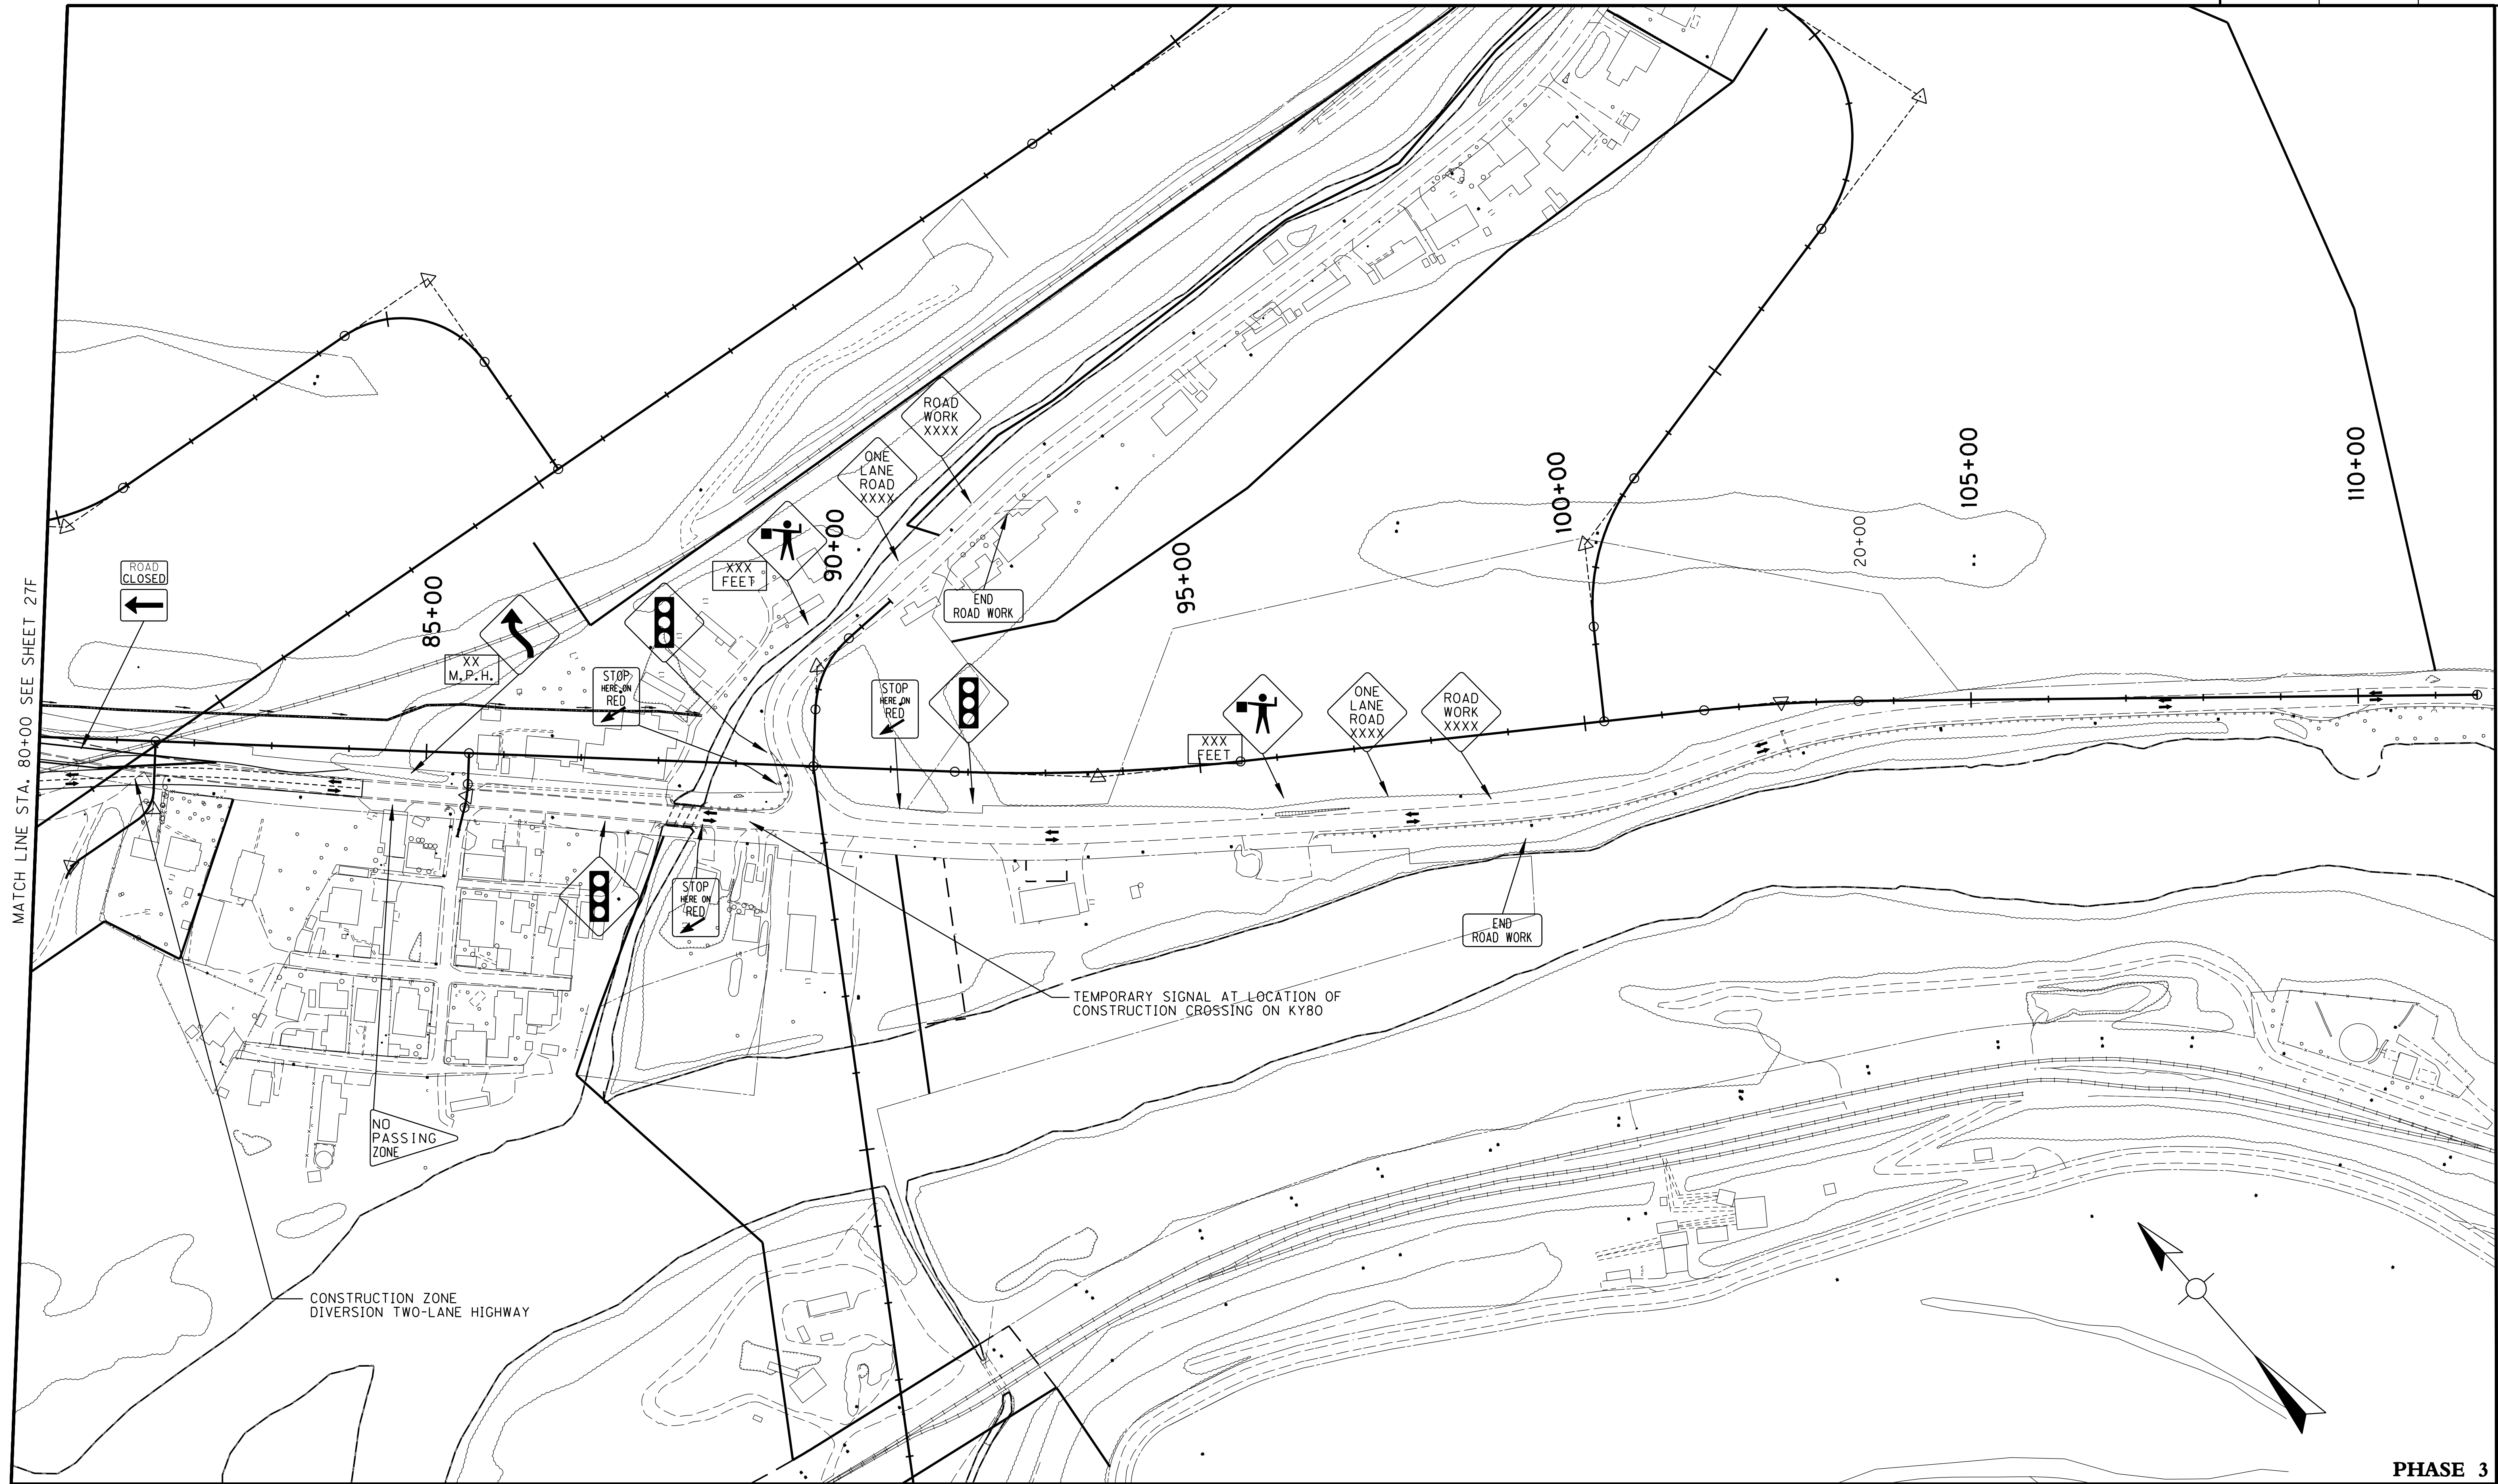 ROAD
WORK
XXXX
ONE
LANE
ROAD
XXXX
105+00
110+00
100+00
90+00
95+00
20+00
85+00
ROAD
CLOSED
XXX
FEET
END
ROAD WORK
MATCH LINE STA. 80+00 SEE SHEET 27F
XX
M.P.H.
STOP
HERE ON
RED
STOP
HERE ON
RED
ONE
LANE
ROAD
XXXX
ROAD
WORK
XXXX
XXX
FEET
STOP
HERE ON
RED
END
ROAD WORK
TEMPORARY SIGNAL AT LOCATION OF
CONSTRUCTION CROSSING ON KY80
NO
PASSING
ZONE
CONSTRUCTION ZONE
DIVERSION TWO-LANE HIGHWAY
PHASE 3